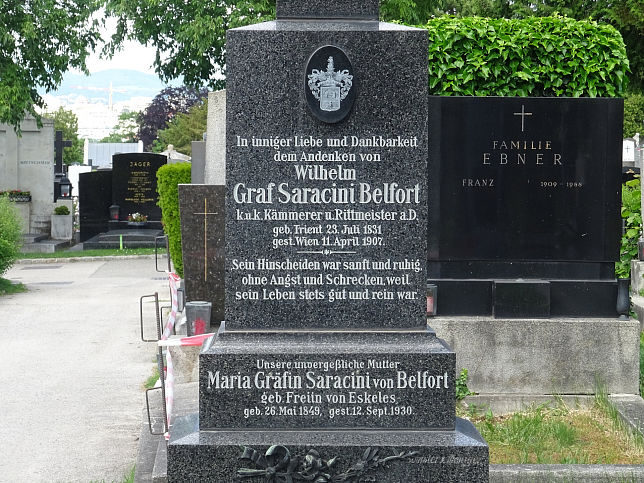 In inniger Liebe und Dankbarkeit
dem Andenken von
Wilhelm
Graf Saracini Belfort
k.u.k. Kämmerer u. Rittmeister a.D.
geb. Trient 23. Juli 1831
gest. Wien 11. April 1907.
Sein Hinscheiden war sanft und ruhig,
ohne Angst und Schrecken, weil
sein Leben stets gut und rein war.
Unsere unvergeßliche Mutter
Maria Gräfin Saracini von Belfort
geb. Freiin von Eskeles
geb. 26. Mai 1849, gest. 12. Sept. 1930.
FAMILIE
EBNER
FRANZ 1909-1988
JÄGER